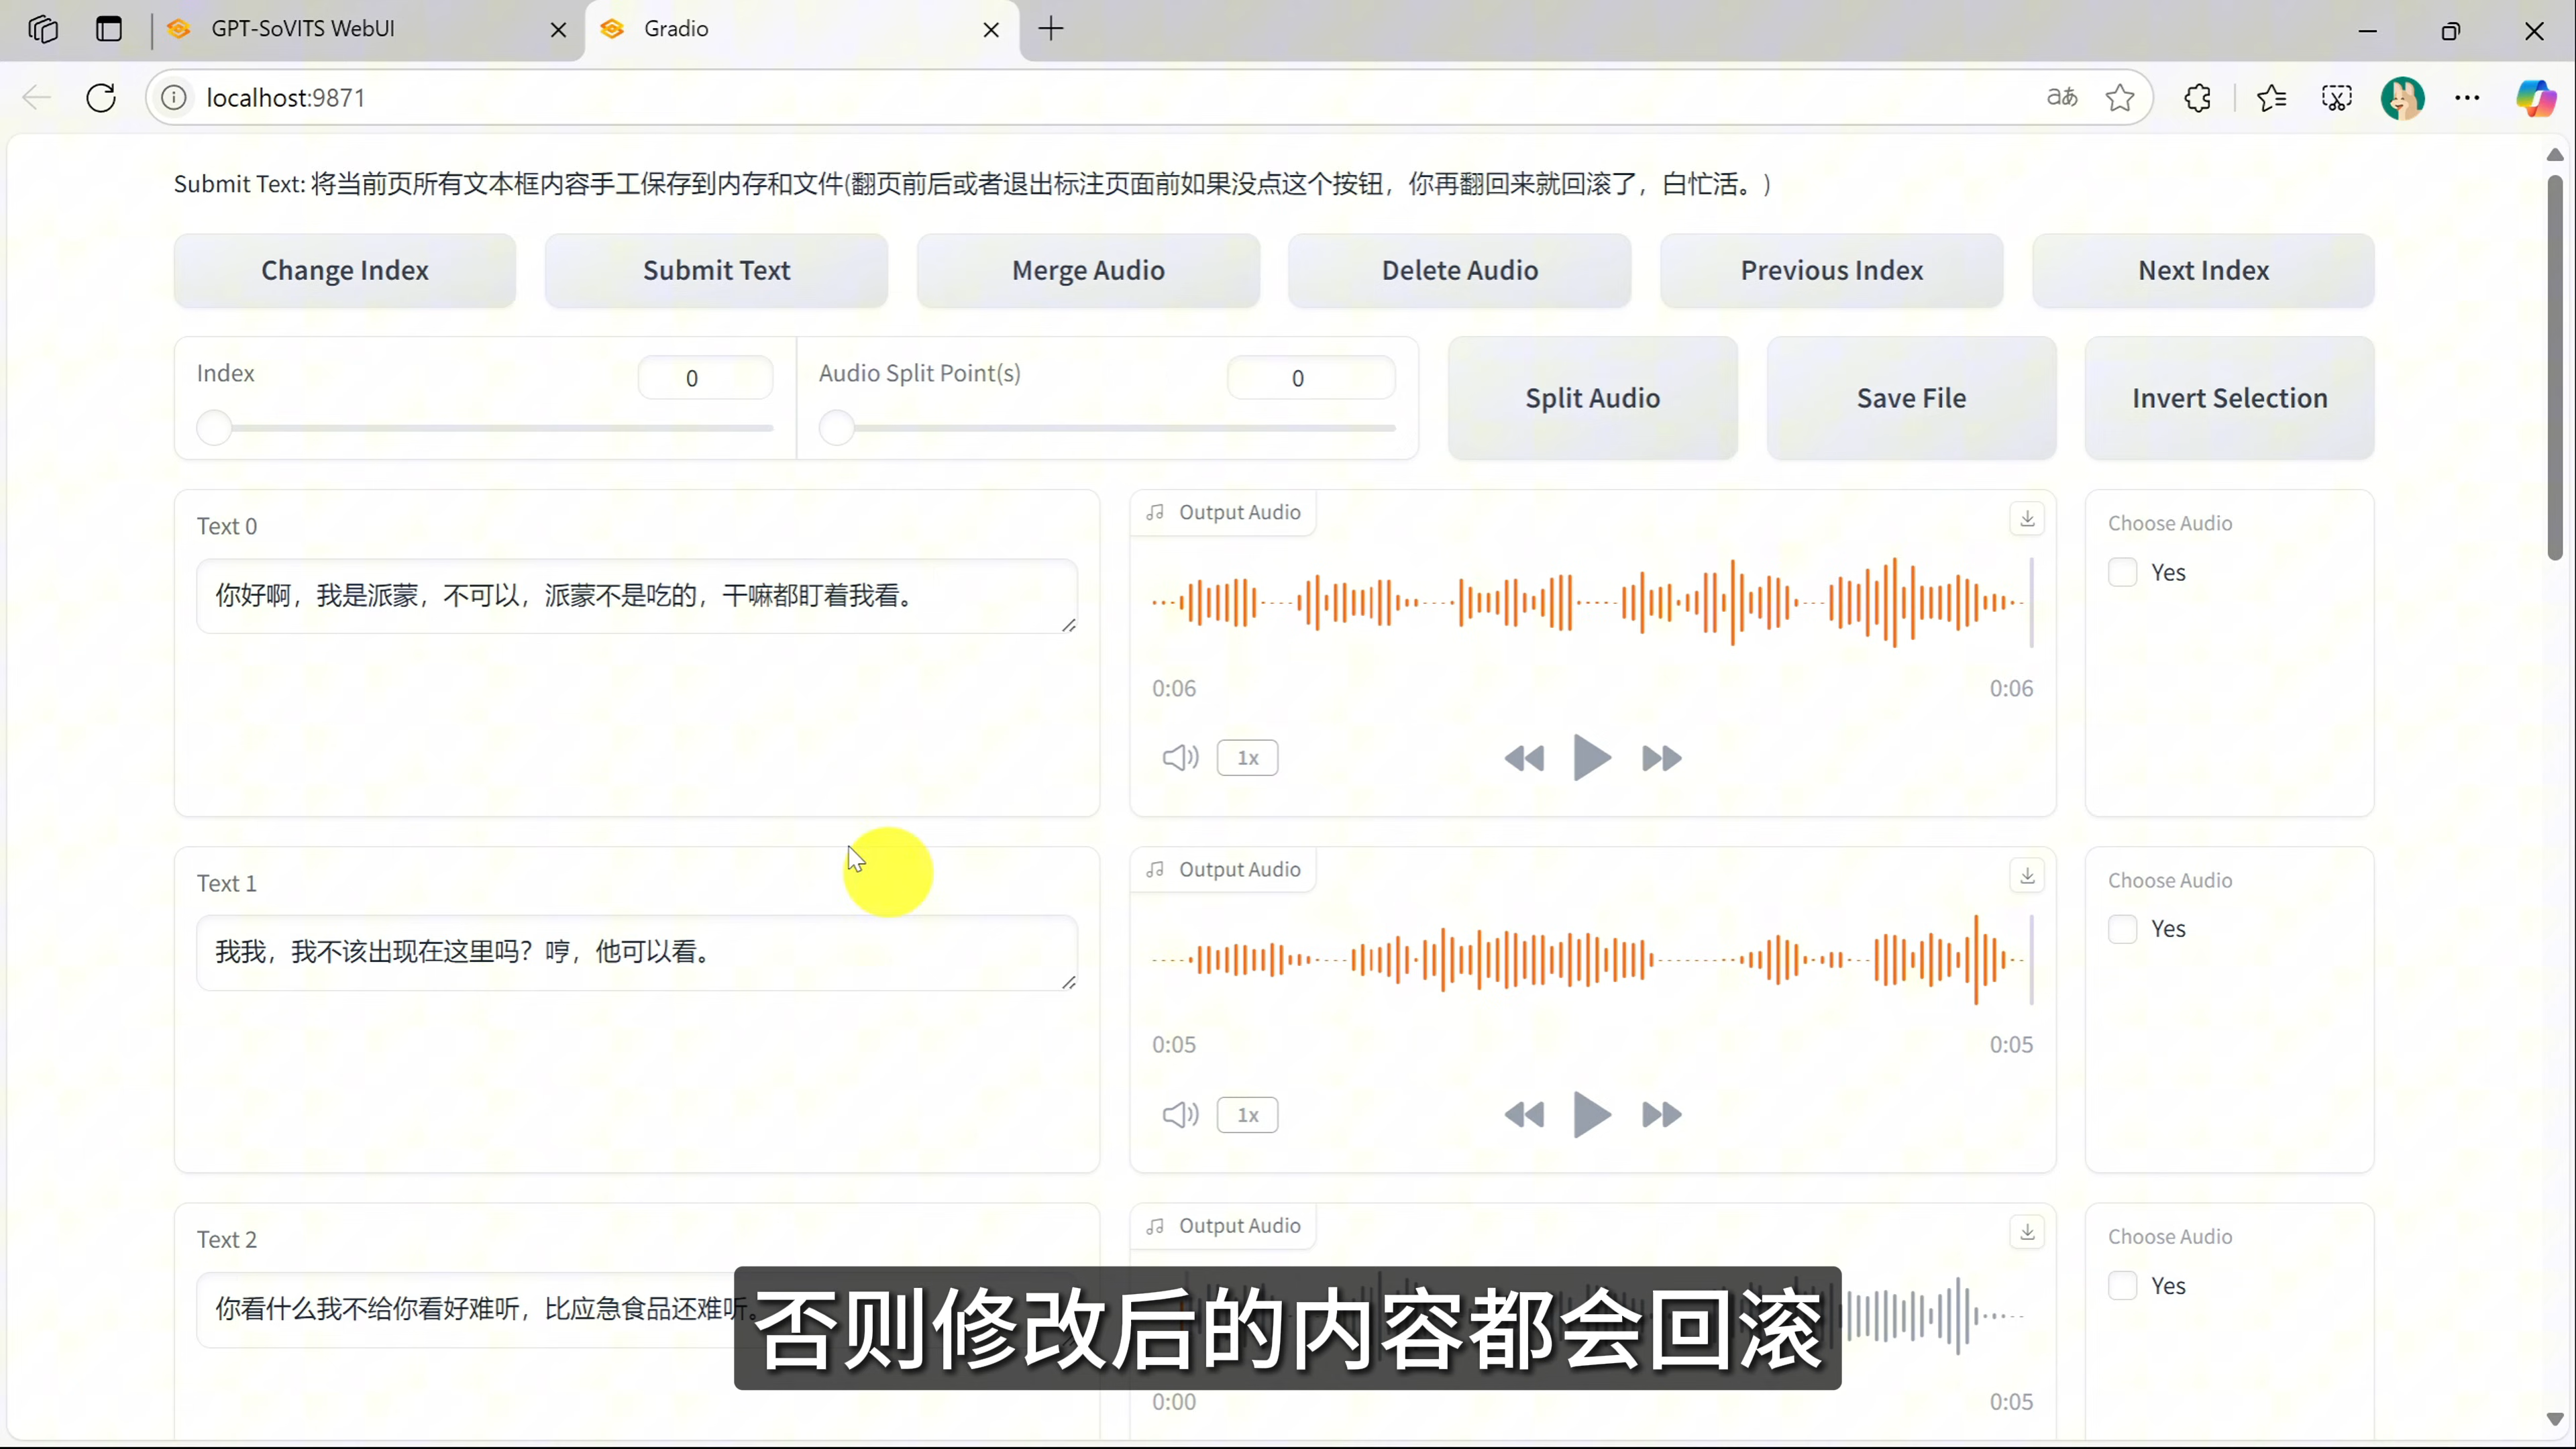 GPT-SoVITS WebUI
Gradio
localhost:9871
aあ
Submit Text: 将当前页所有文本框内容手工保存到内存和文件(翻页前后或者退出标注页面前如果没点这个按钮，你再翻回来就回滚了，白忙活。)
Change Index
Submit Text
Merge Audio
Delete Audio
Previous Index
Next Index
Index
0
Audio Split Point(s)
0
Split Audio
Save File
Invert Selection
Text 0
你好啊，我是派蒙，不可以，派蒙不是吃的，干嘛都盯着我看。
Output Audio
0:06
0:06
1x
Choose Audio
Yes
Text 1
我我，我不该出现在这里吗？哼，他可以看。
Output Audio
0:05
0:05
1x
Choose Audio
Yes
Text 2
你看什么我不给你看好难听，比应急食品还难听。
Output Audio
0:00
0:05
Choose Audio
Yes
否则修改后的内容都会回滚